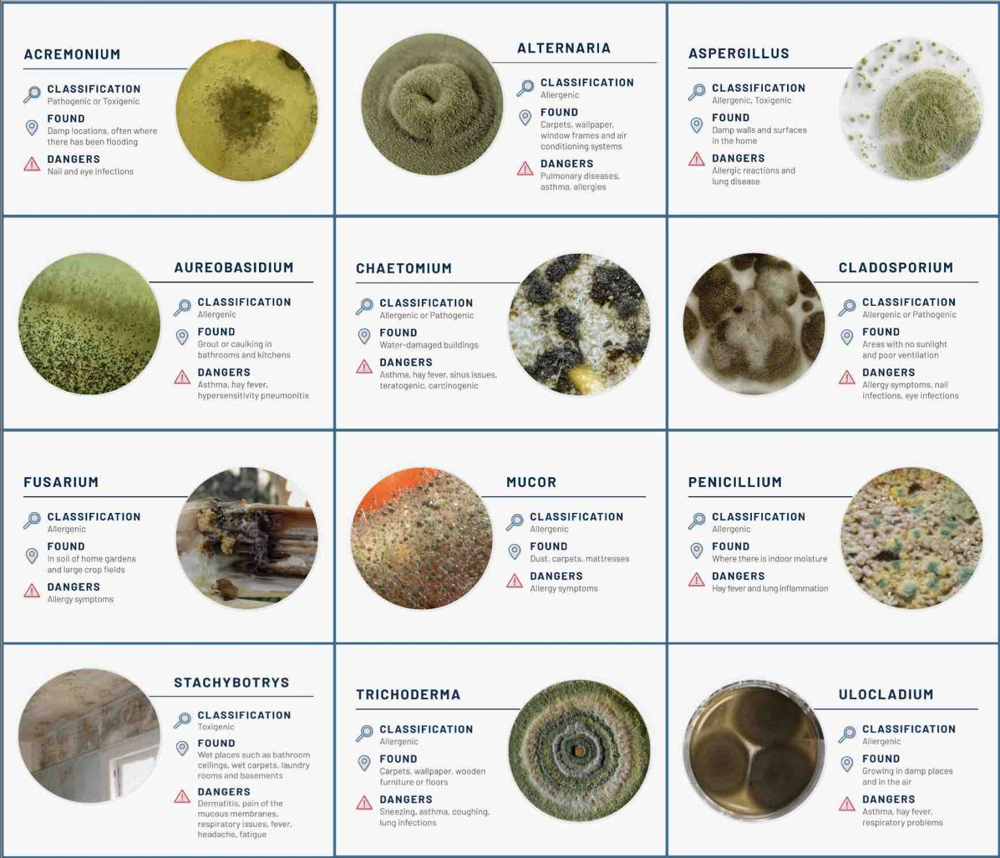 ACREMONIUM
CLASSIFICATION
Pathogenic or Toxigenic
FOUND
Damp locations, often where
there has been flooding
DANGERS
Nail and eye infections
ALTERNARIA
CLASSIFICATION
Allergenic
FOUND
Carpets, wallpaper,
window frames and air
conditioning systems
DANGERS
Pulmonary diseases,
asthma, allergies
ASPERGILLUS
CLASSIFICATION
Allergenic, Toxigenic
FOUND
Damp walls and surfaces
in the home
DANGERS
Allergic reactions and
lung disease
AUREOBASIDIUM
CLASSIFICATION
Allergenic
FOUND
Grout or caulking in
bathrooms and kitchens
DANGERS
Asthma, hay fever,
hypersensitivity pneumonitis
CHAETOMIUM
CLASSIFICATION
Allergenic or Pathogenic
FOUND
Water-damaged buildings
DANGERS
Asthma, hay fever, sinus issues,
teratogenic, carcinogenic
CLADOSPORIUM
CLASSIFICATION
Allergenic or Pathogenic
FOUND
Areas with no sunlight
and poor ventilation
DANGERS
Allergy symptoms, nail
infections, eye infections
FUSARIUM
CLASSIFICATION
Allergenic
FOUND
In soil of home gardens
and large crop fields
DANGERS
Allergy symptoms
MUCOR
CLASSIFICATION
Allergenic
FOUND
Dust, carpets, mattresses
DANGERS
Allergy symptoms
PENICILLIUM
CLASSIFICATION
Allergenic
FOUND
Where there is indoor moisture
DANGERS
Hay fever and lung inflammation
STACHYBOTRYS
CLASSIFICATION
Toxigenic
FOUND
Wet places such as bathroom
ceilings, wet carpets, laundry
rooms and basements
DANGERS
Dermatitis, pain of the
mucous membranes,
respiratory issues, fever,
headache, fatigue
TRICHODERMA
CLASSIFICATION
Allergenic
FOUND
Carpets, wallpaper, wooden
furniture or floors
DANGERS
Sneezing, asthma, coughing,
lung infections
ULOCLADIUM
CLASSIFICATION
Allergenic
FOUND
Growing in damp places
and in the air
DANGERS
Asthma, hay fever,
respiratory problems